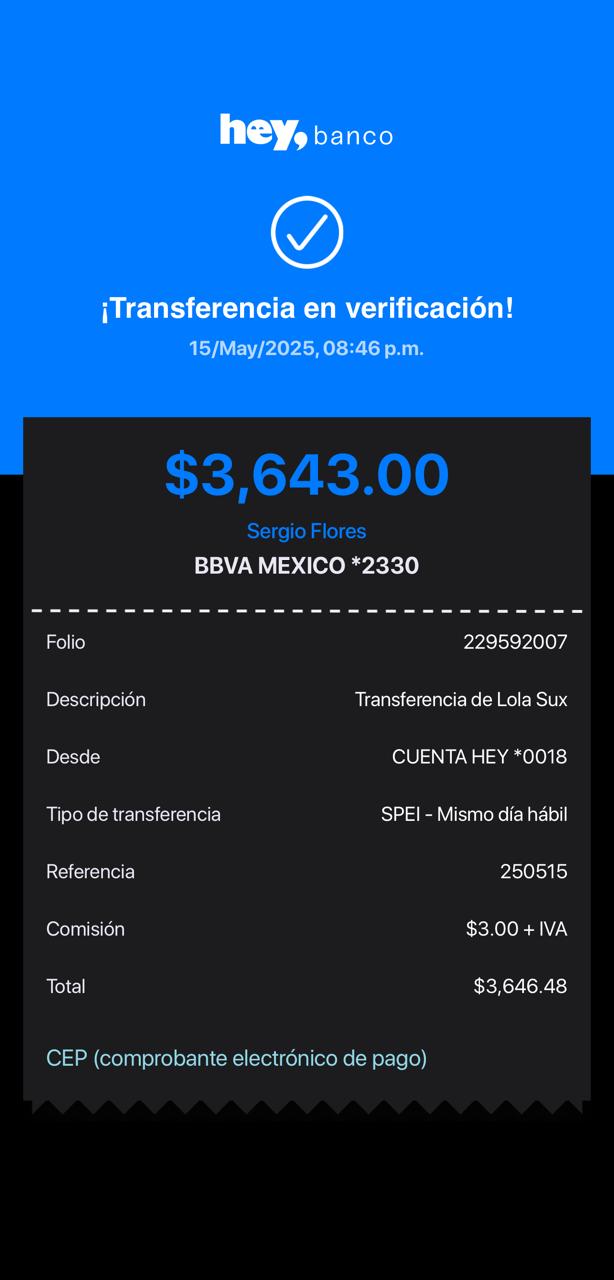 hey, banco
¡Transferencia en verificación!
15/May/2025, 08:46 p.m.
$3,643.00
Sergio Flores
BBVA MEXICO *2330
Folio 229592007
Descripción Transferencia de Lola Sux
Desde CUENTA HEY *0018
Tipo de transferencia SPEI - Mismo día hábil
Referencia 250515
Comisión $3.00 + IVA
Total $3,646.48
CEP (comprobante electrónico de pago)